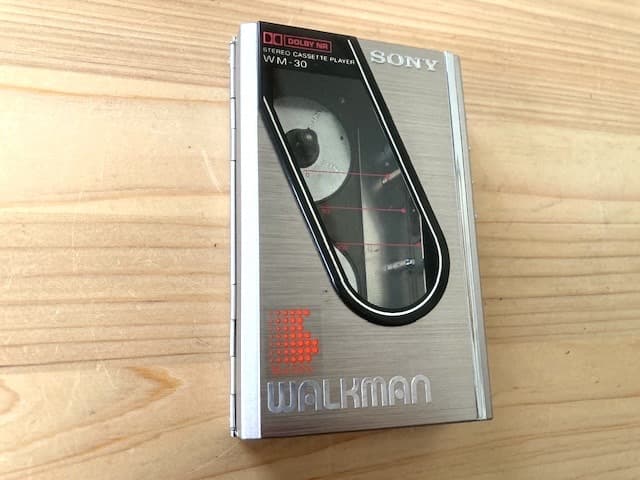 DOLBY NR
STEREO CASSETTE PLAYER
WM-30
SONY
WALKMAN